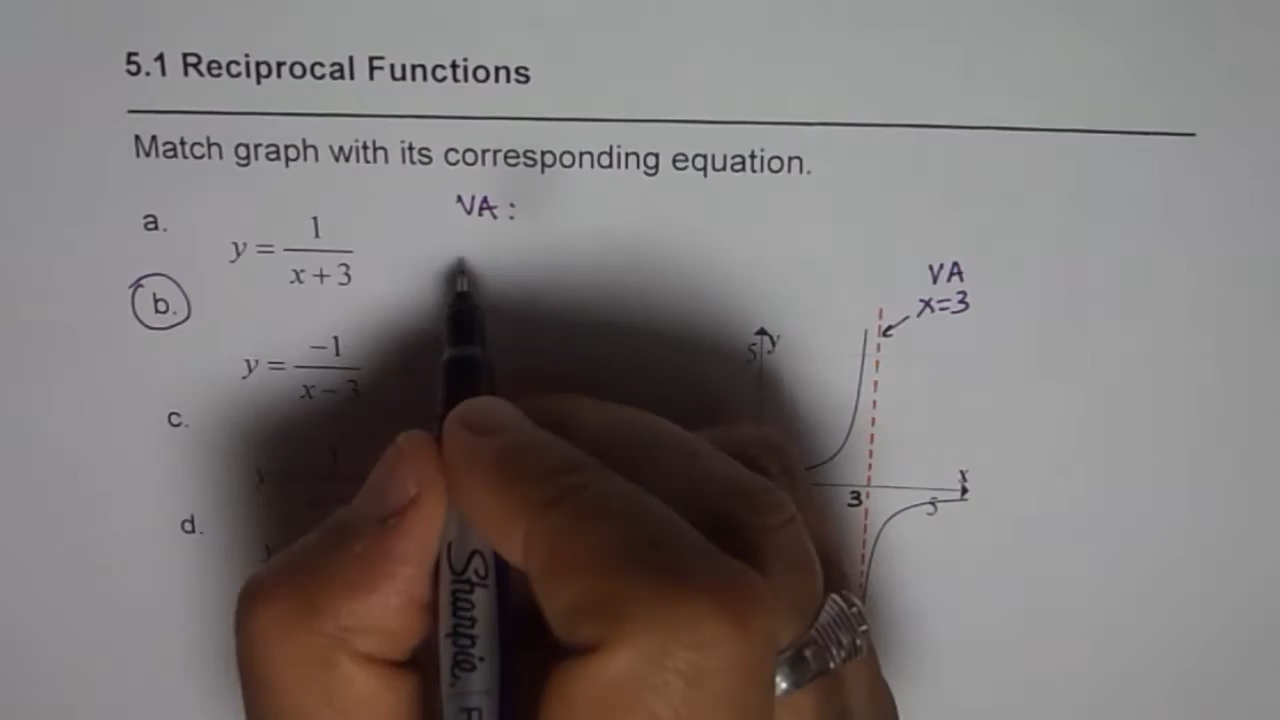 5.1 Reciprocal Functions
Match graph with its corresponding equation.
VA :
a.
y = 1 / x + 3
b.
y = -1 / x - 3
c.
d.
VA
x=3
5 y
x
3
5
Sharpie.